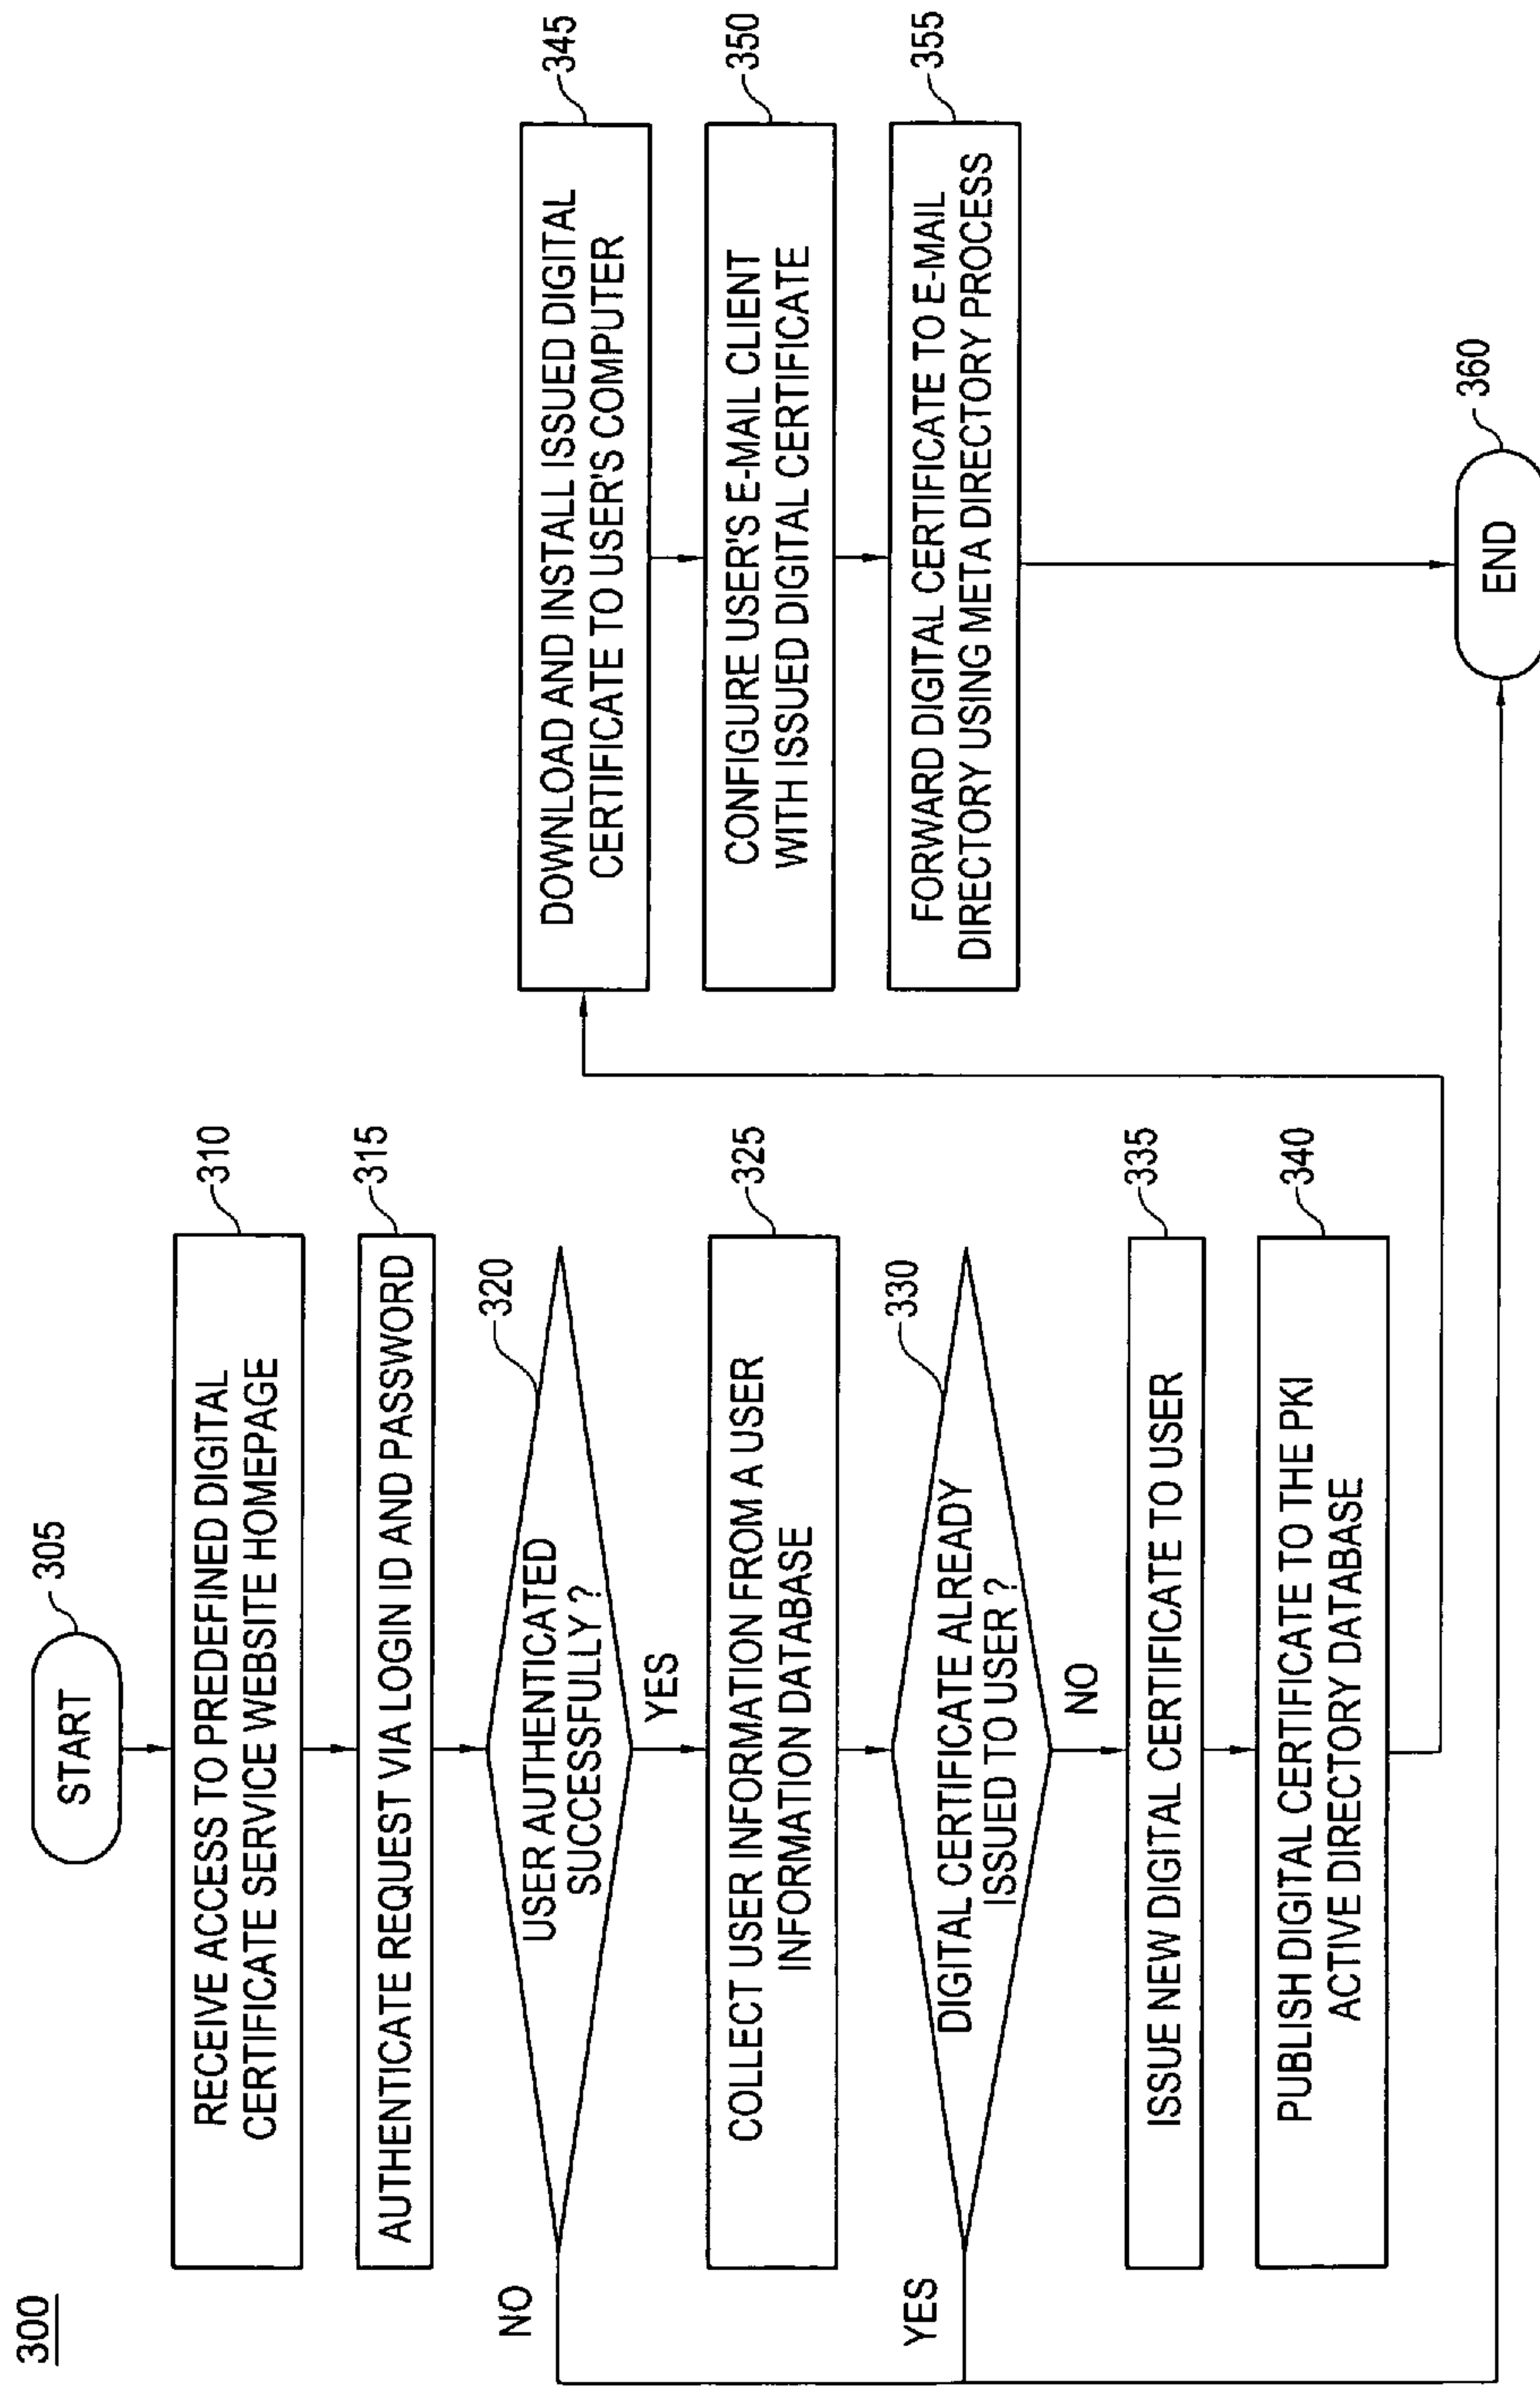 300
START
305
RECEIVE ACCESS TO PREDEFINED DIGITAL
CERTIFICATE SERVICE WEBSITE HOMEPAGE
310
AUTHENTICATE REQUEST VIA LOGIN ID AND PASSWORD
315
USER AUTHENTICATED
SUCCESSFULLY ?
320
NO
YES
COLLECT USER INFORMATION FROM A USER
INFORMATION DATABASE
325
DIGITAL CERTIFICATE ALREADY
ISSUED TO USER ?
330
YES
NO
ISSUE NEW DIGITAL CERTIFICATE TO USER
335
PUBLISH DIGITAL CERTIFICATE TO THE PKI
ACTIVE DIRECTORY DATABASE
340
DOWNLOAD AND INSTALL ISSUED DIGITAL
CERTIFICATE TO USER'S COMPUTER
345
CONFIGURE USER'S E-MAIL CLIENT
WITH ISSUED DIGITAL CERTIFICATE
350
FORWARD DIGITAL CERTIFICATE TO E-MAIL
DIRECTORY USING META DIRECTORY PROCESS
355
END
360